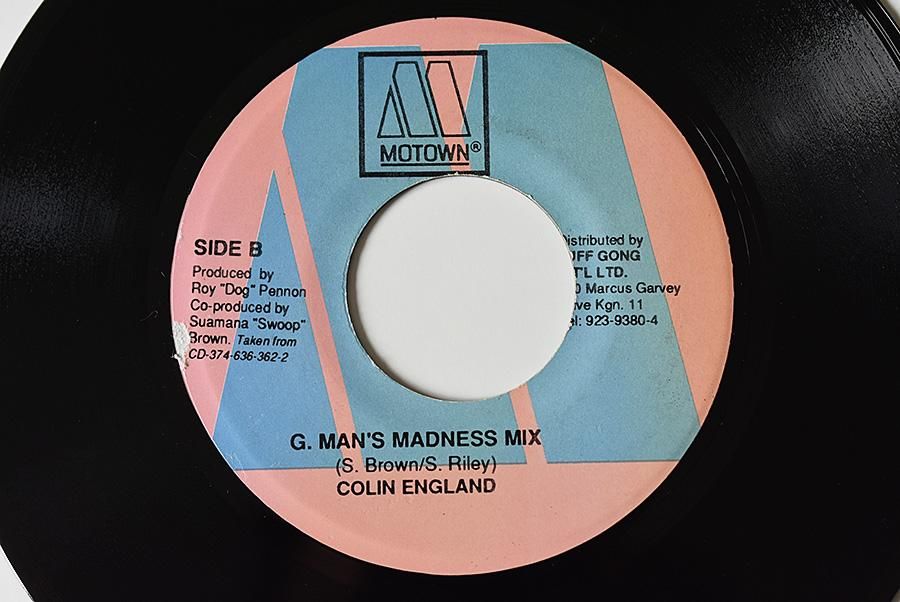 MOTOWN®
SIDE B
Produced by
Roy "Dog" Pennon
Co-produced by
Suamana "Swoop"
Brown. Taken from
CD-374-636-362-2
istributed by
UFF GONG
T'L LTD.
0 Marcus Garvey
ive Kgn. 11
el: 923-9380-4
G. MAN'S MADNESS MIX
(S. Brown/S. Riley)
COLIN ENGLAND